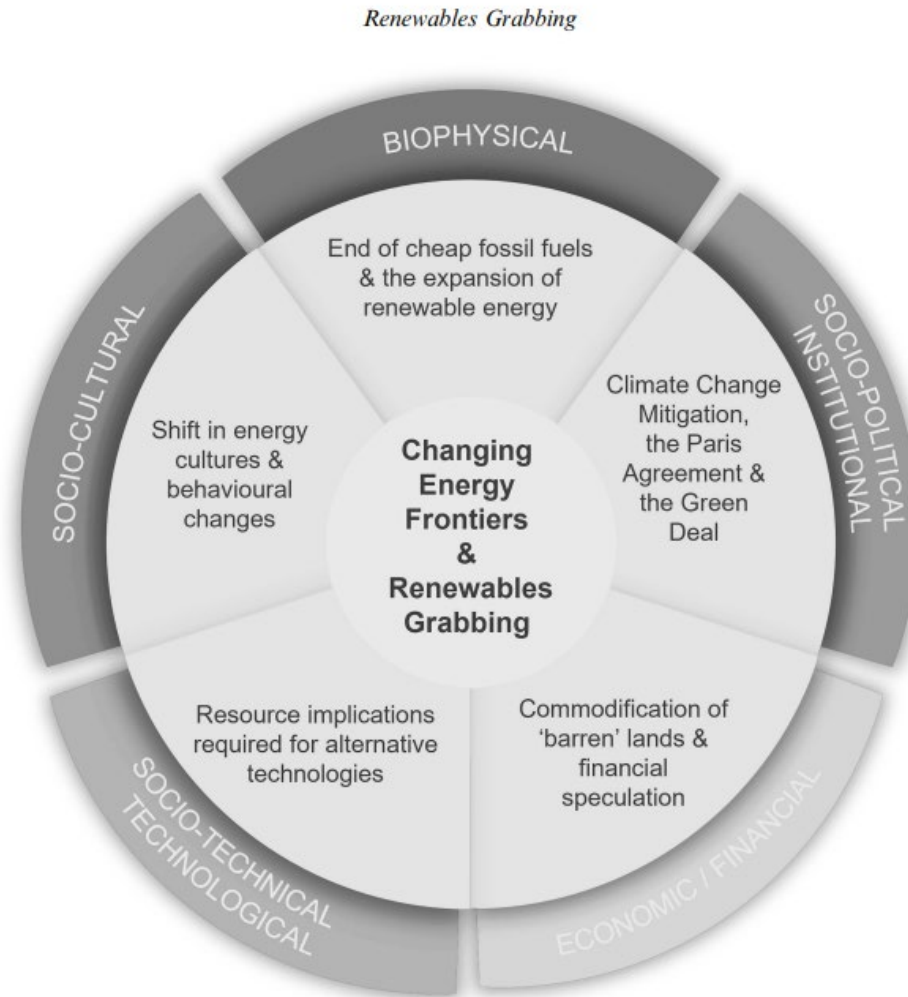 Renewables Grabbing
BIOPHYSICAL
End of cheap fossil fuels
& the expansion of
renewable energy
SOCIO-POLITICAL
INSTITUTIONAL
Climate Change
Mitigation,
the Paris
Agreement &
the Green
Deal
ECONOMIC / FINANCIAL
Commodification of
‘barren’ lands &
financial
speculation
SOCIO-TECHNICAL
TECHNOLOGICAL
Resource implications
required for alternative
technologies
SOCIO-CULTURAL
Shift in energy
cultures &
behavioural
changes
Changing
Energy
Frontiers
&
Renewables
Grabbing